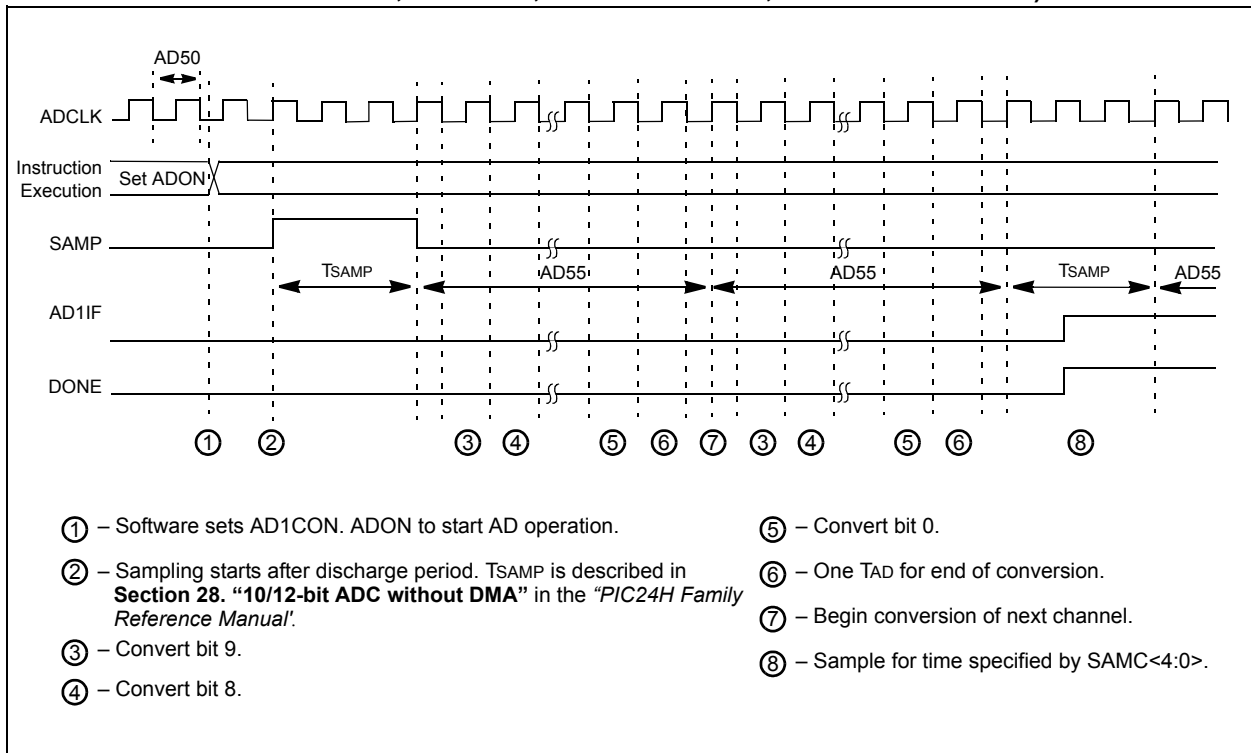 AD50
ADCLK
Instruction
Execution
Set ADON
SAMP
TSAMP
AD55
AD55
TSAMP
AD55
AD1IF
DONE
1 2 3 4 5 6 7 3 4 5 6 8
1 – Software sets AD1CON. ADON to start AD operation.
2 – Sampling starts after discharge period. TSAMP is described in
Section 28. “10/12-bit ADC without DMA” in the “PIC24H Family
Reference Manual'.
3 – Convert bit 9.
4 – Convert bit 8.
5 – Convert bit 0.
6 – One TAD for end of conversion.
7 – Begin conversion of next channel.
8 – Sample for time specified by SAMC<4:0>.